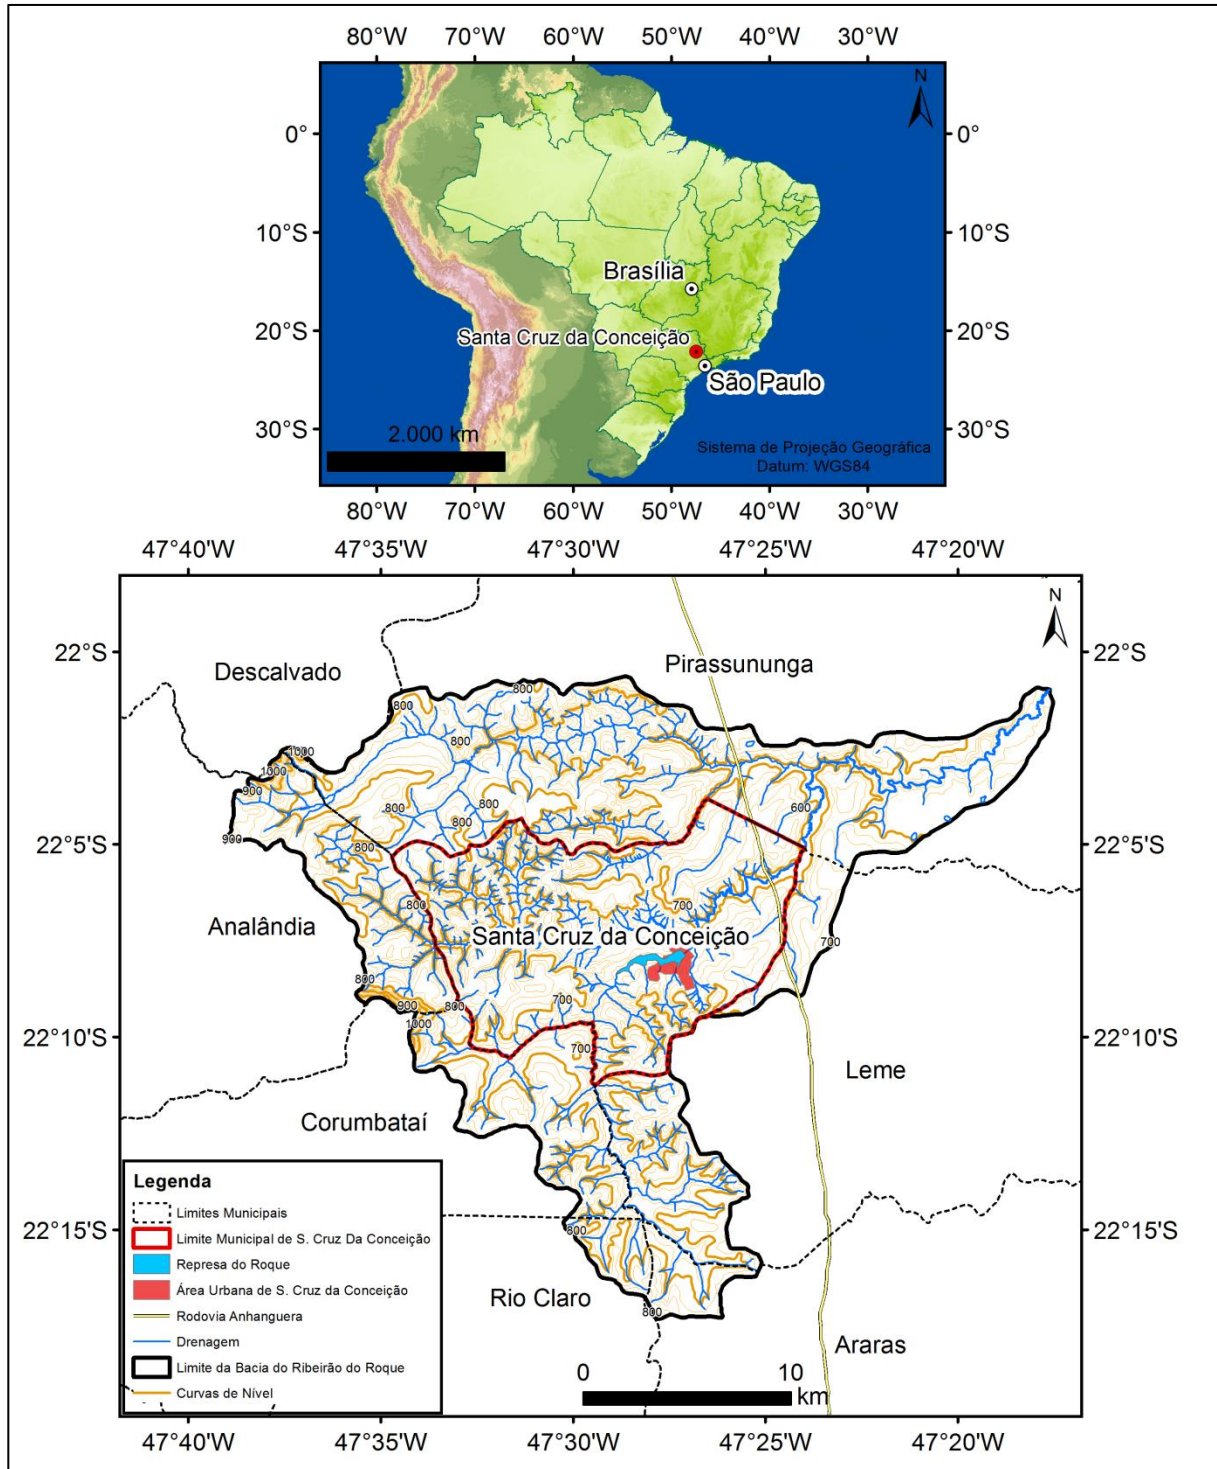 80°W 70°W 60°W 50°W 40°W 30°W
N
0° 0°
10°S 10°S
Brasília
20°S 20°S
Santa Cruz da Conceição
São Paulo
30°S 30°S
2.000 km
Sistema de Projeção Geográfica
Datum: WGS84
80°W 70°W 60°W 50°W 40°W 30°W
47°40'W 47°35'W 47°30'W 47°25'W 47°20'W
N
22°S 22°S
Descalvado
Pirassununga
800
800
800
1000
1000
900
800
800
800
600
900
800
22°5'S 22°5'S
800
700
Analândia
Santa Cruz da Conceição
700
800
900
800
700
1000
700
22°10'S 22°10'S
Leme
Corumbataí
22°15'S 22°15'S
800
800
Rio Claro
Araras
Legenda
Limites Municipais
Limite Municipal de S. Cruz Da Conceição
Represa do Roque
Área Urbana de S. Cruz da Conceição
Rodovia Anhanguera
Drenagem
Limite da Bacia do Ribeirão do Roque
Curvas de Nível
0 10
km
47°40'W 47°35'W 47°30'W 47°25'W 47°20'W